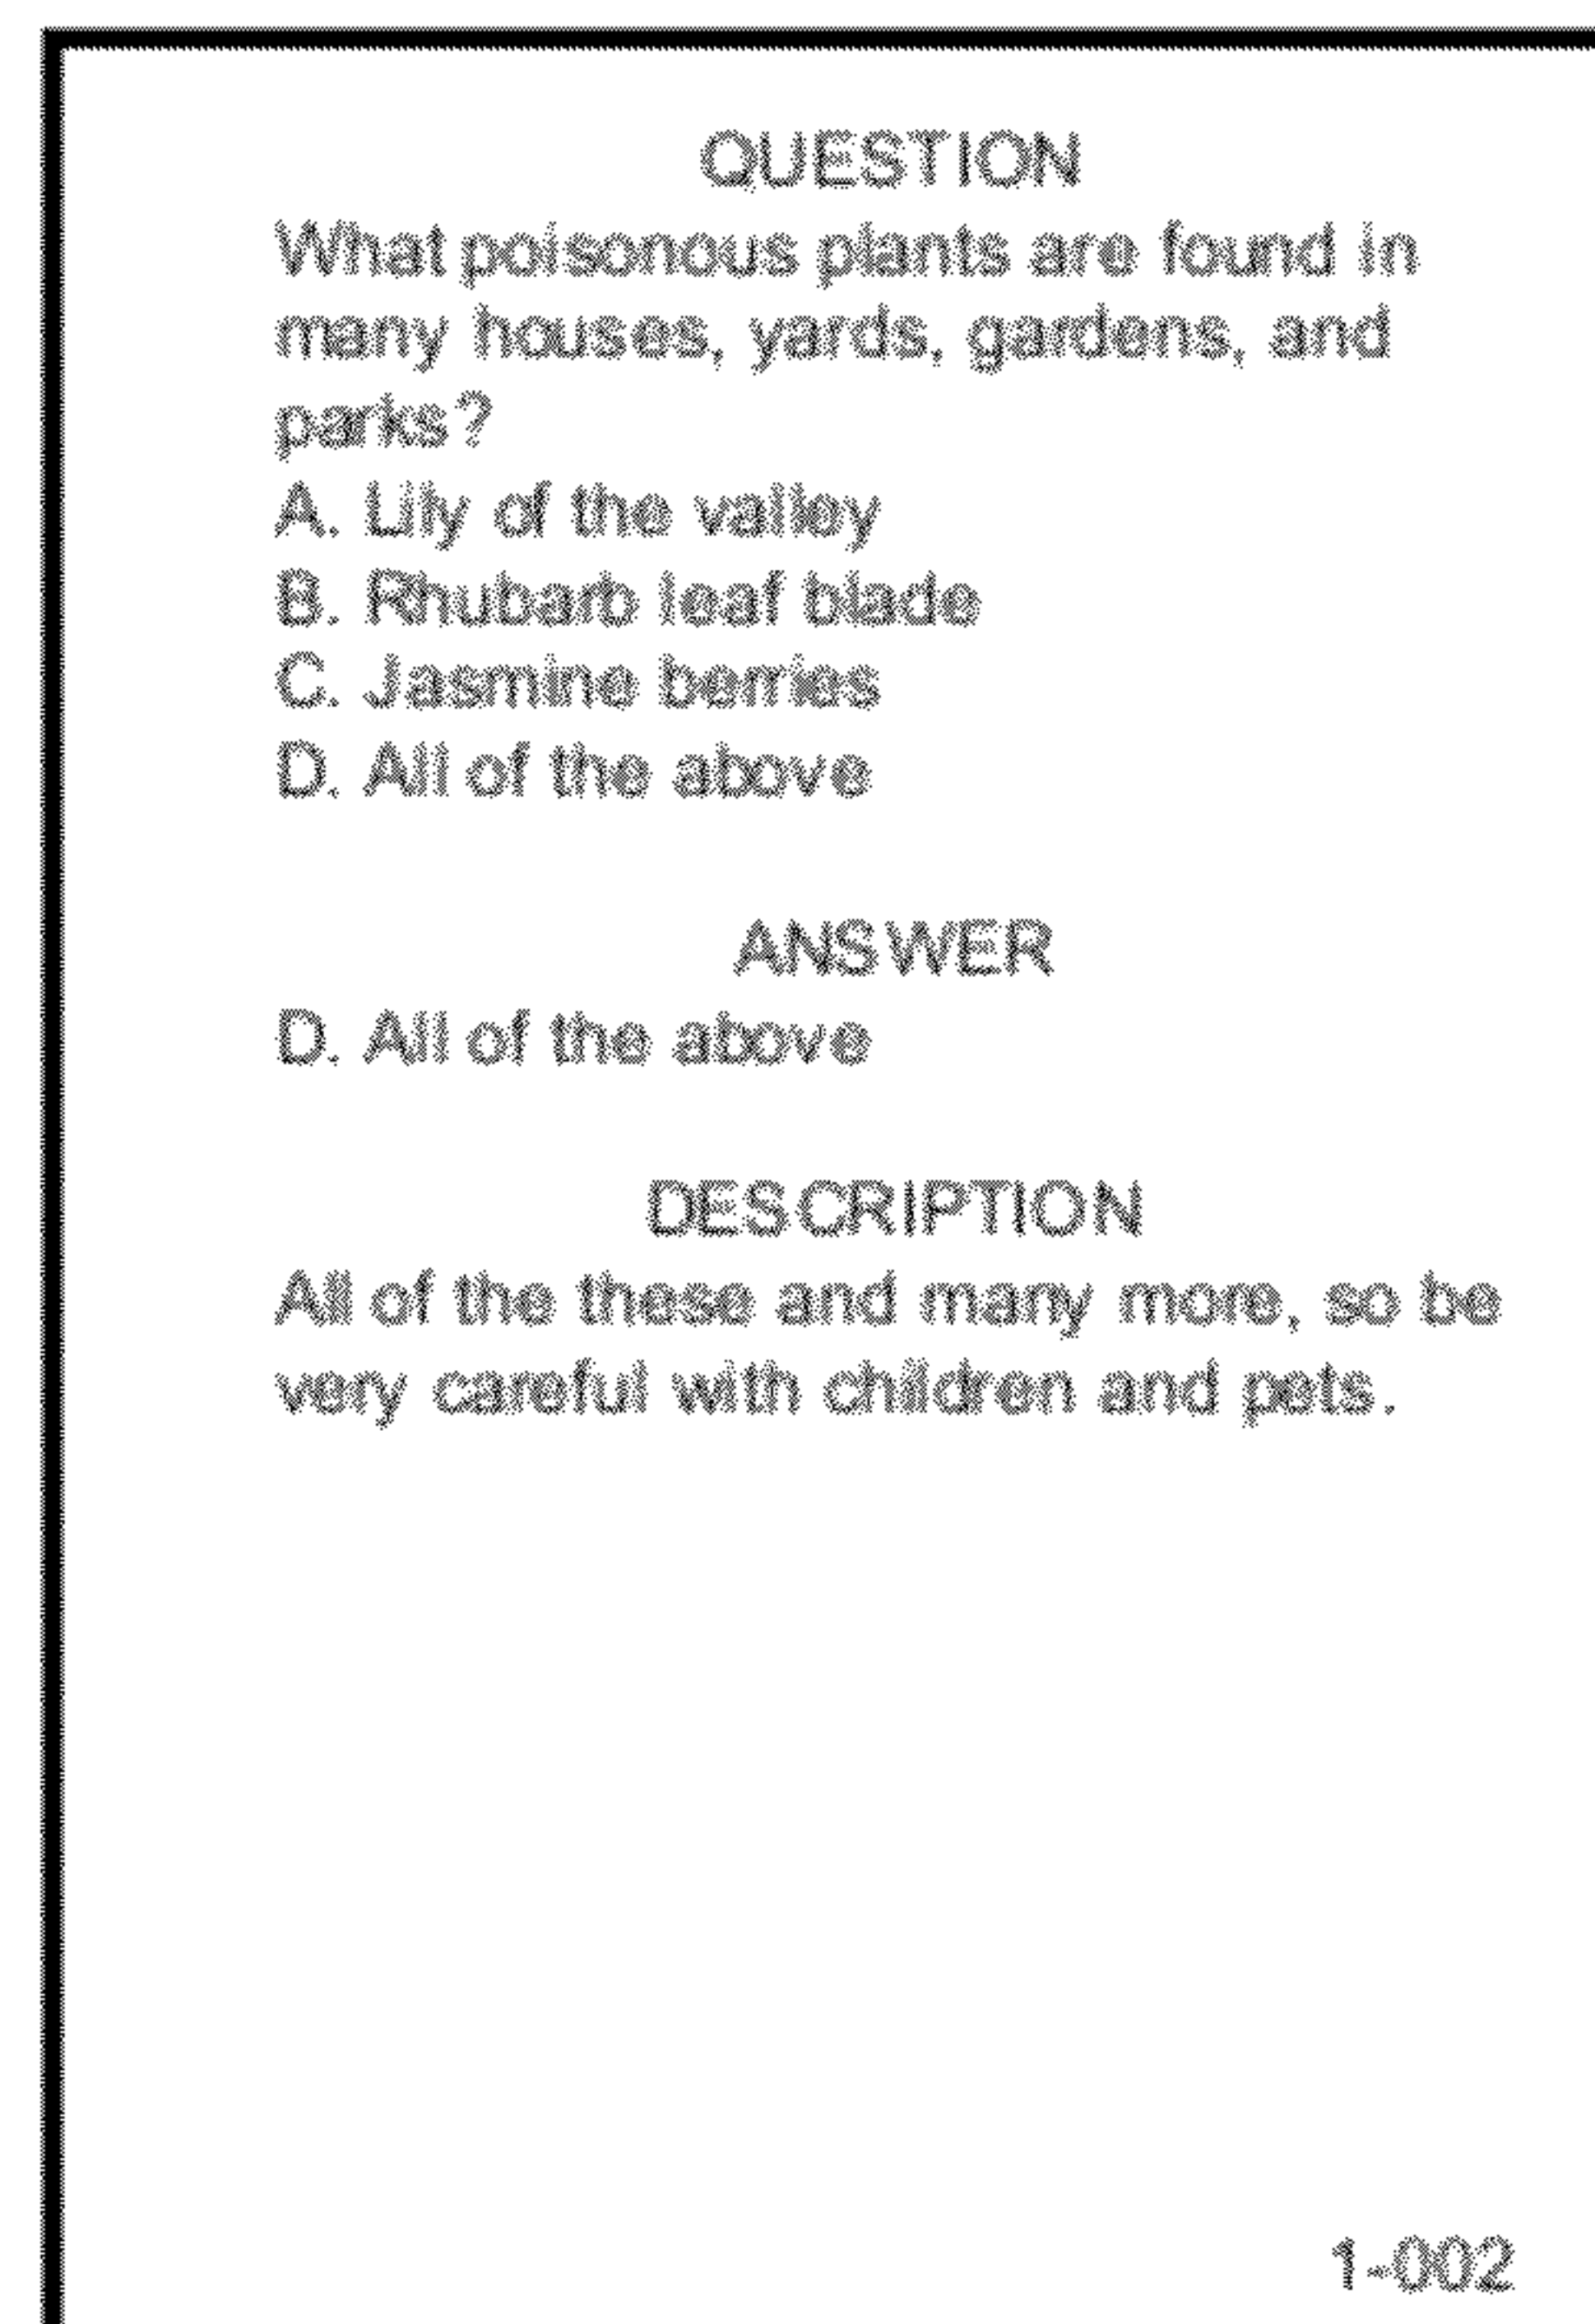 QUESTION
What poisonous plants are found in
many houses, yards, gardens, and
parks?
A. Lily of the valley
B. Rhubarb leaf blade
C. Jasmine berries
D. All of the above
ANSWER
D. All of the above
DESCRIPTION
All of the these and many more, so be
very careful with children and pets.
1-002